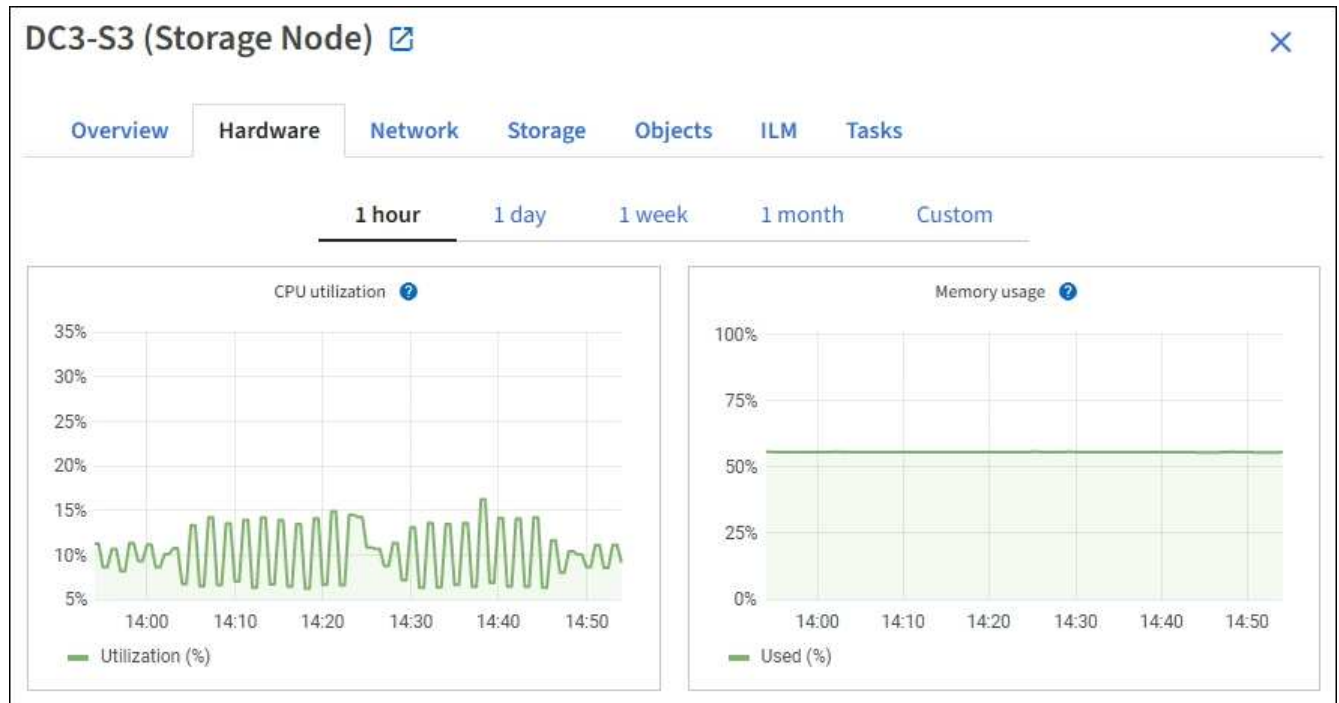 DC3-S3 (Storage Node)
Overview Hardware Network Storage Objects ILM Tasks
1 hour 1 day 1 week 1 month Custom
CPU utilization ?
35%
30%
25%
20%
15%
10%
5%
14:00 14:10 14:20 14:30 14:40 14:50
Utilization (%)
Memory usage ?
100%
75%
50%
25%
0%
14:00 14:10 14:20 14:30 14:40 14:50
Used (%)